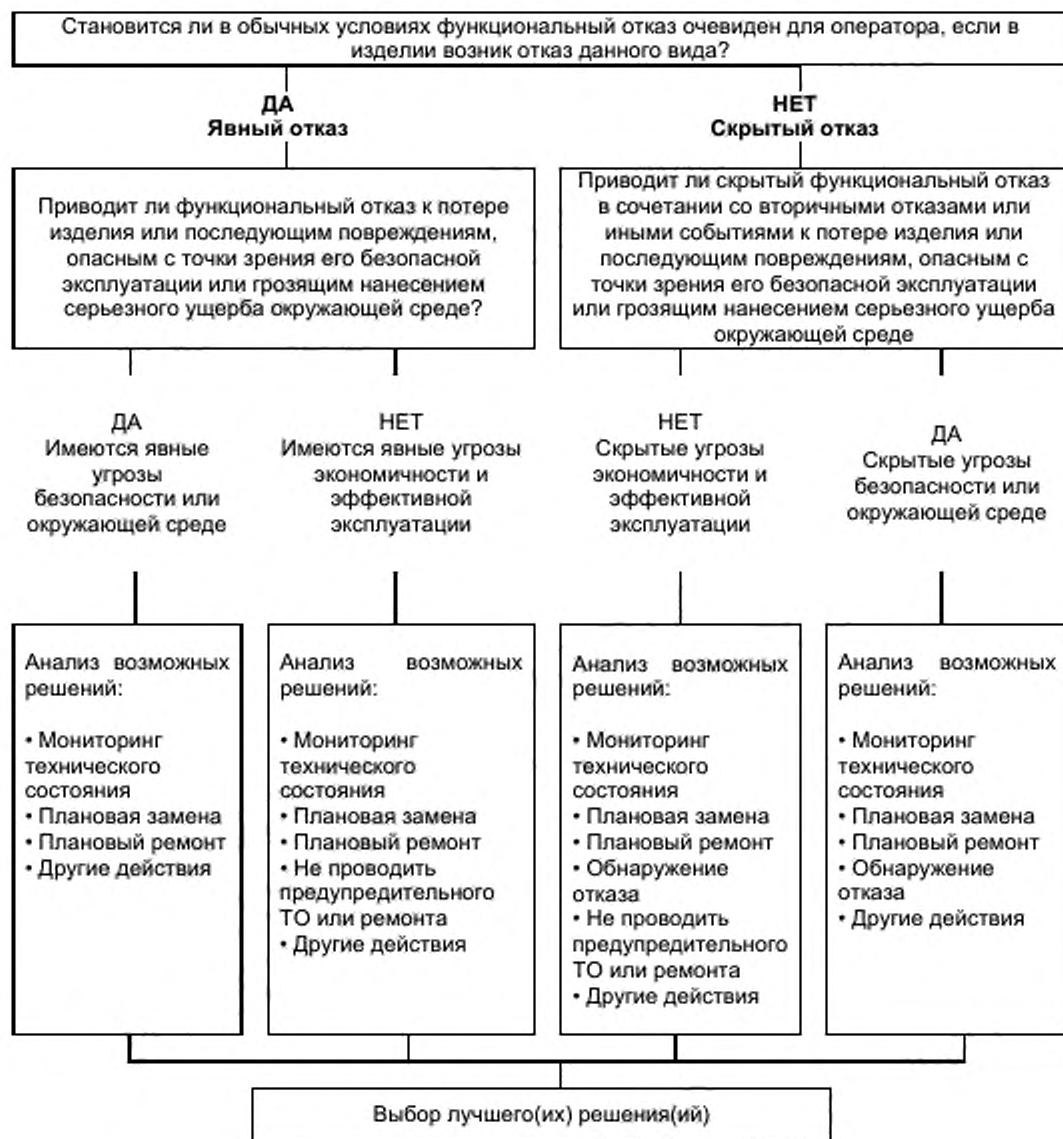 Становится ли в обычных условиях функциональный отказ очевиден для оператора, если в
изделии возник отказ данного вида?
ДА
Явный отказ
НЕТ
Скрытый отказ
Приводит ли функциональный отказ к потере
изделия или последующим повреждениям,
опасным с точки зрения его безопасной
эксплуатации или грозящим нанесением
серьезного ущерба окружающей среде?
Приводит ли скрытый функциональный отказ
в сочетании со вторичными отказами или
иными событиями к потере изделия или
последующим повреждениям, опасным с
точки зрения его безопасной эксплуатации
или грозящим нанесением серьезного ущерба
окружающей среде
ДА
Имеются явные
угрозы
безопасности или
окружающей среде
НЕТ
Имеются явные угрозы
экономичности и
эффективной
эксплуатации
НЕТ
Скрытые угрозы
экономичности и
эффективной
эксплуатации
ДА
Скрытые угрозы
безопасности или
окружающей среде
Анализ возможных
решений:
• Мониторинг
технического
состояния
• Плановая замена
• Плановый ремонт
• Другие действия
Анализ возможных
решений:
• Мониторинг
технического
состояния
• Плановая замена
• Плановый ремонт
• Не проводить
предупредительного
ТО или ремонта
• Другие действия
Анализ возможных
решений:
• Мониторинг
технического
состояния
• Плановая замена
• Плановый ремонт
• Обнаружение
отказа
• Не проводить
предупредительного
ТО или ремонта
• Другие действия
Анализ возможных
решений:
• Мониторинг
технического
состояния
• Плановая замена
• Плановый ремонт
• Обнаружение
отказа
• Другие действия
Выбор лучшего(их) решения(ий)